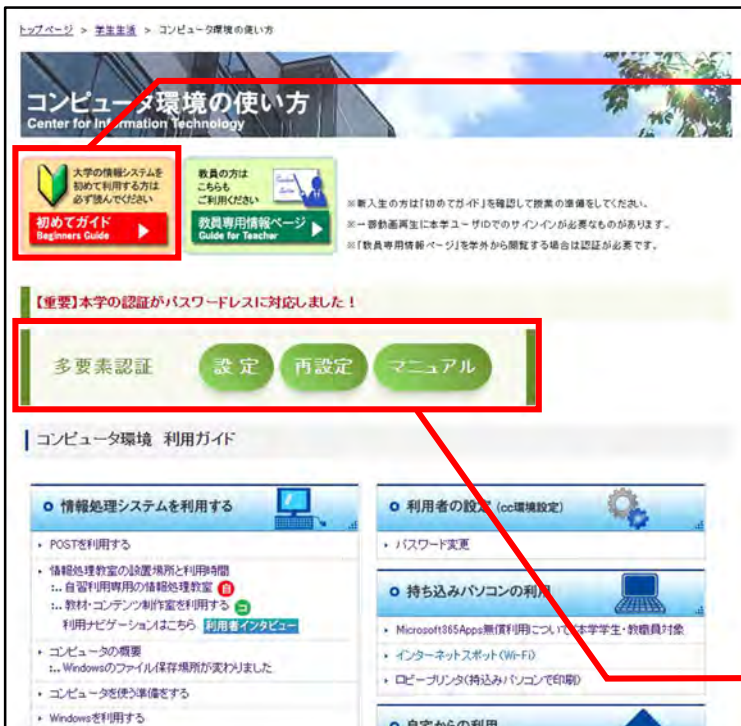 トップページ > 学生生活 > コンピュータ環境の使い方
コンピュータ環境の使い方
Center for Information Technology
大学の情報システムを
初めて利用する方は
必ず読んでください
初めてガイド
Beginners Guide
教員の方は
こちらも
ご利用ください
教員専用情報ページ
Guide for Teacher
※新入生の方は「初めてガイド」を確認して授業の準備をしてください。
※一部動画再生に本学ユーザIDでのサインインが必要なものがあります。
※「教員専用情報ページ」を学外から閲覧する場合は認証が必要です。
【重要】本学の認証がパスワードレスに対応しました!
多要素認証 設定 再設定 マニュアル
コンピュータ環境 利用ガイド
情報処理システムを利用する
POSTを利用する
情報処理教室の設置場所と利用時間
:... 自習利用専用の情報処理教室 自
:... 教材・コンテンツ制作室を利用する コ
利用ナビゲーションはこちら 利用者インタビュー
コンピュータの概要
:... Windowsのファイル保存場所が変わりました
コンピュータを使う準備をする
Windowsを利用する
利用者の設定 (cc環境設定)
パスワード変更
持ち込みパソコンの利用
Microsoft365Apps無償利用について(本学学生・教職員対象
インターネットスポット(Wi-Fi)
ロビープリンタ(持込みパソコンで印刷)
自宅からの利用